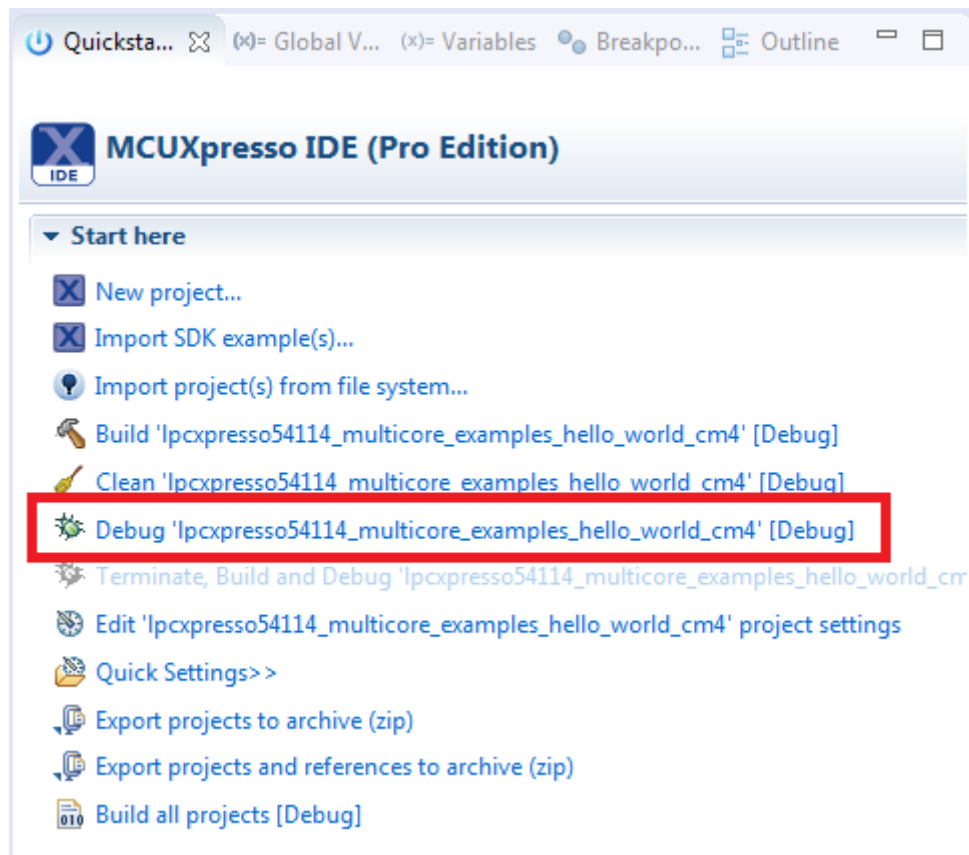 Quicksta... (x)= Global V... (x)= Variables Breakpo... Outline
MCUXpresso IDE (Pro Edition)
IDE
Start here
New project...
Import SDK example(s)...
Import project(s) from file system...
Build 'lpcxpresso54114_multicore_examples_hello_world_cm4' [Debug]
Clean 'lpcxpresso54114_multicore_examples_hello_world_cm4' [Debug]
Debug 'lpcxpresso54114_multicore_examples_hello_world_cm4' [Debug]
Terminate, Build and Debug 'lpcxpresso54114_multicore_examples_hello_world_cm
Edit 'lpcxpresso54114_multicore_examples_hello_world_cm4' project settings
Quick Settings>>
Export projects to archive (zip)
Export projects and references to archive (zip)
010 Build all projects [Debug]